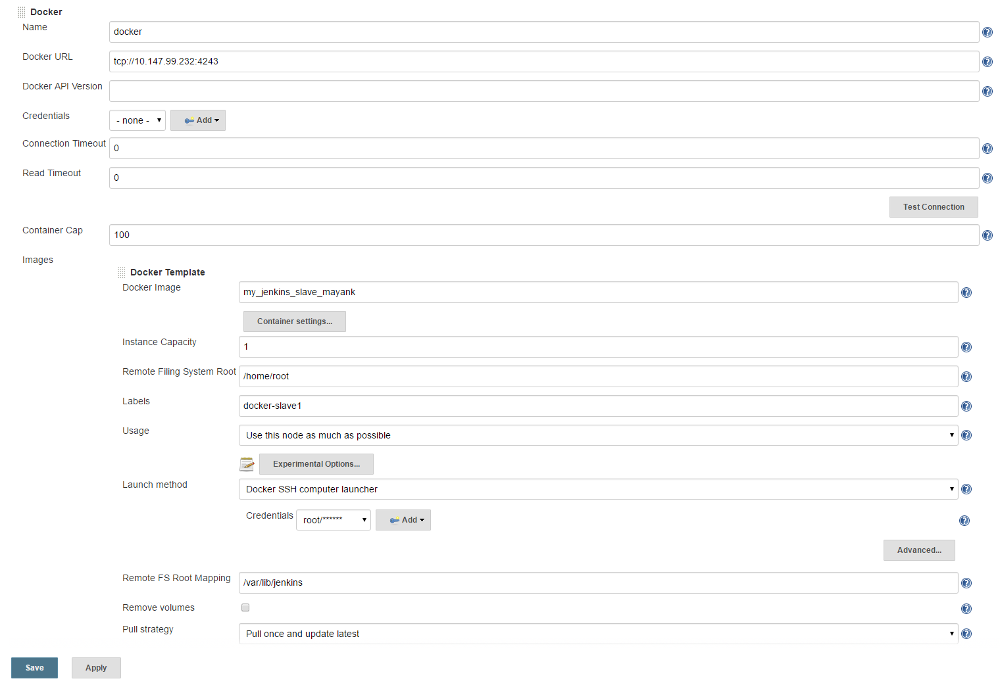 Docker
Name
docker
Docker URL
tcp://10.147.99.232:4243
Docker API Version
Credentials
- none -
Add
Connection Timeout
0
Read Timeout
0
Test Connection
Container Cap
100
Images
Docker Template
Docker Image
my_jenkins_slave_mayank
Container settings...
Instance Capacity
1
Remote Filing System Root
/home/root
Labels
docker-slave1
Usage
Use this node as much as possible
Experimental Options...
Launch method
Docker SSH computer launcher
Credentials
root/******
Add
Advanced...
Remote FS Root Mapping
/var/lib/jenkins
Remove volumes
Pull strategy
Pull once and update latest
Save
Apply